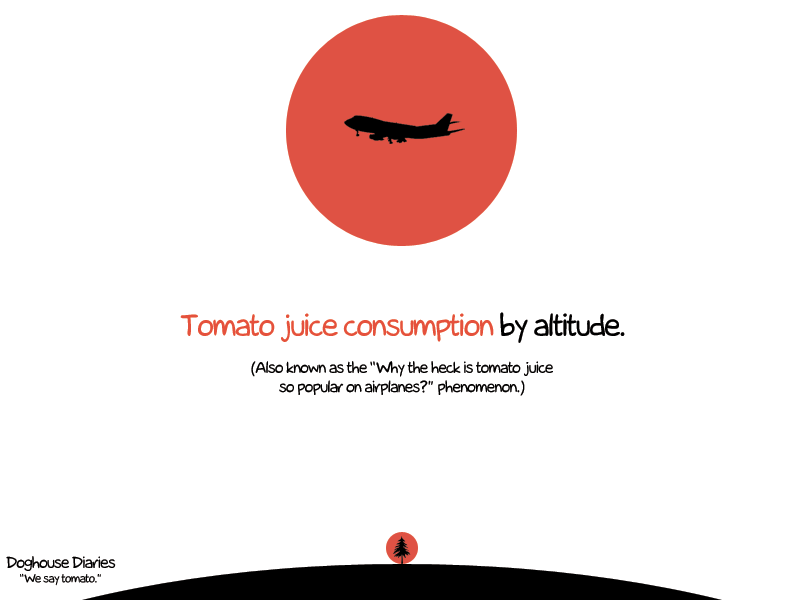 Tomato juice consumption by altitude.
(Also known as the "Why the heck is tomato juice
so popular on airplanes?" phenomenon.)
Doghouse Diaries
"We say tomato."